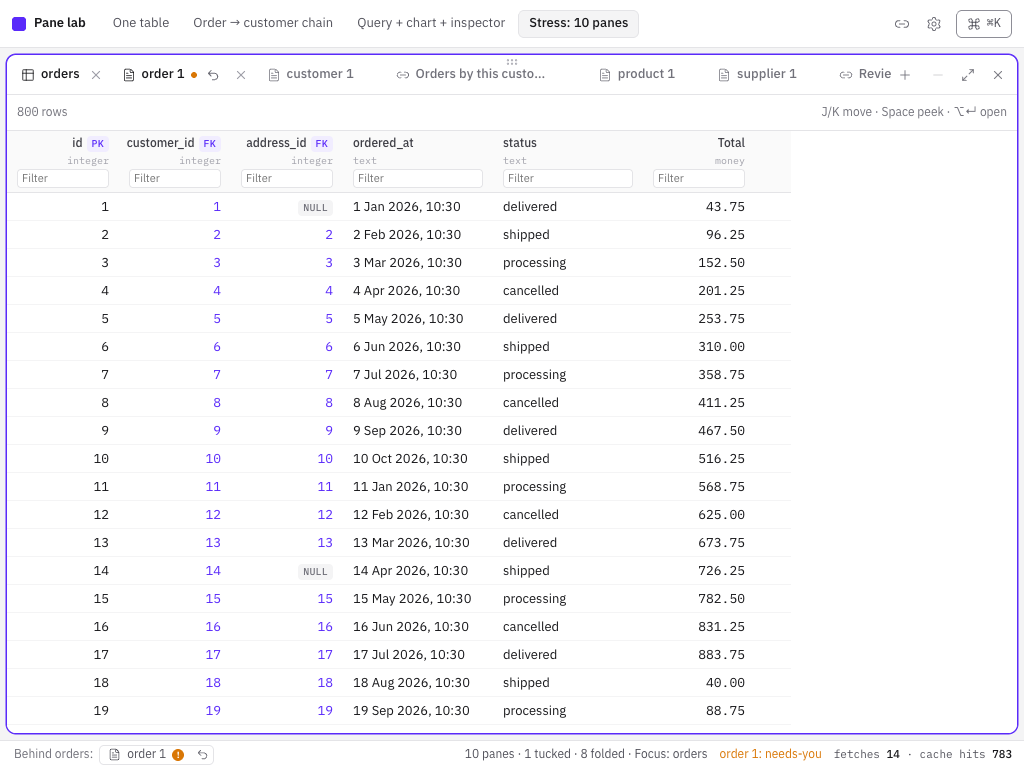 Pane lab One table Order → customer chain Query + chart + inspector Stress: 10 panes ⌘ ⌘K
orders order 1 customer 1 Orders by this custo... product 1 supplier 1 Revie
800 rows J/K move · Space peek · ⌥↵ open
id PK customer_id FK address_id FK ordered_at status Total
integer integer integer text text money
Filter Filter Filter Filter Filter Filter
1 1 NULL 1 Jan 2026, 10:30 delivered 43.75
2 2 2 2 Feb 2026, 10:30 shipped 96.25
3 3 3 3 Mar 2026, 10:30 processing 152.50
4 4 4 4 Apr 2026, 10:30 cancelled 201.25
5 5 5 5 May 2026, 10:30 delivered 253.75
6 6 6 6 Jun 2026, 10:30 shipped 310.00
7 7 7 7 Jul 2026, 10:30 processing 358.75
8 8 8 8 Aug 2026, 10:30 cancelled 411.25
9 9 9 9 Sep 2026, 10:30 delivered 467.50
10 10 10 10 Oct 2026, 10:30 shipped 516.25
11 11 11 11 Jan 2026, 10:30 processing 568.75
12 12 12 12 Feb 2026, 10:30 cancelled 625.00
13 13 13 13 Mar 2026, 10:30 delivered 673.75
14 14 NULL 14 Apr 2026, 10:30 shipped 726.25
15 15 15 15 May 2026, 10:30 processing 782.50
16 16 16 16 Jun 2026, 10:30 cancelled 831.25
17 17 17 17 Jul 2026, 10:30 delivered 883.75
18 18 18 18 Aug 2026, 10:30 shipped 40.00
19 19 19 19 Sep 2026, 10:30 processing 88.75
Behind orders: order 1 10 panes · 1 tucked · 8 folded · Focus: orders order 1: needs-you fetches 14 · cache hits 783